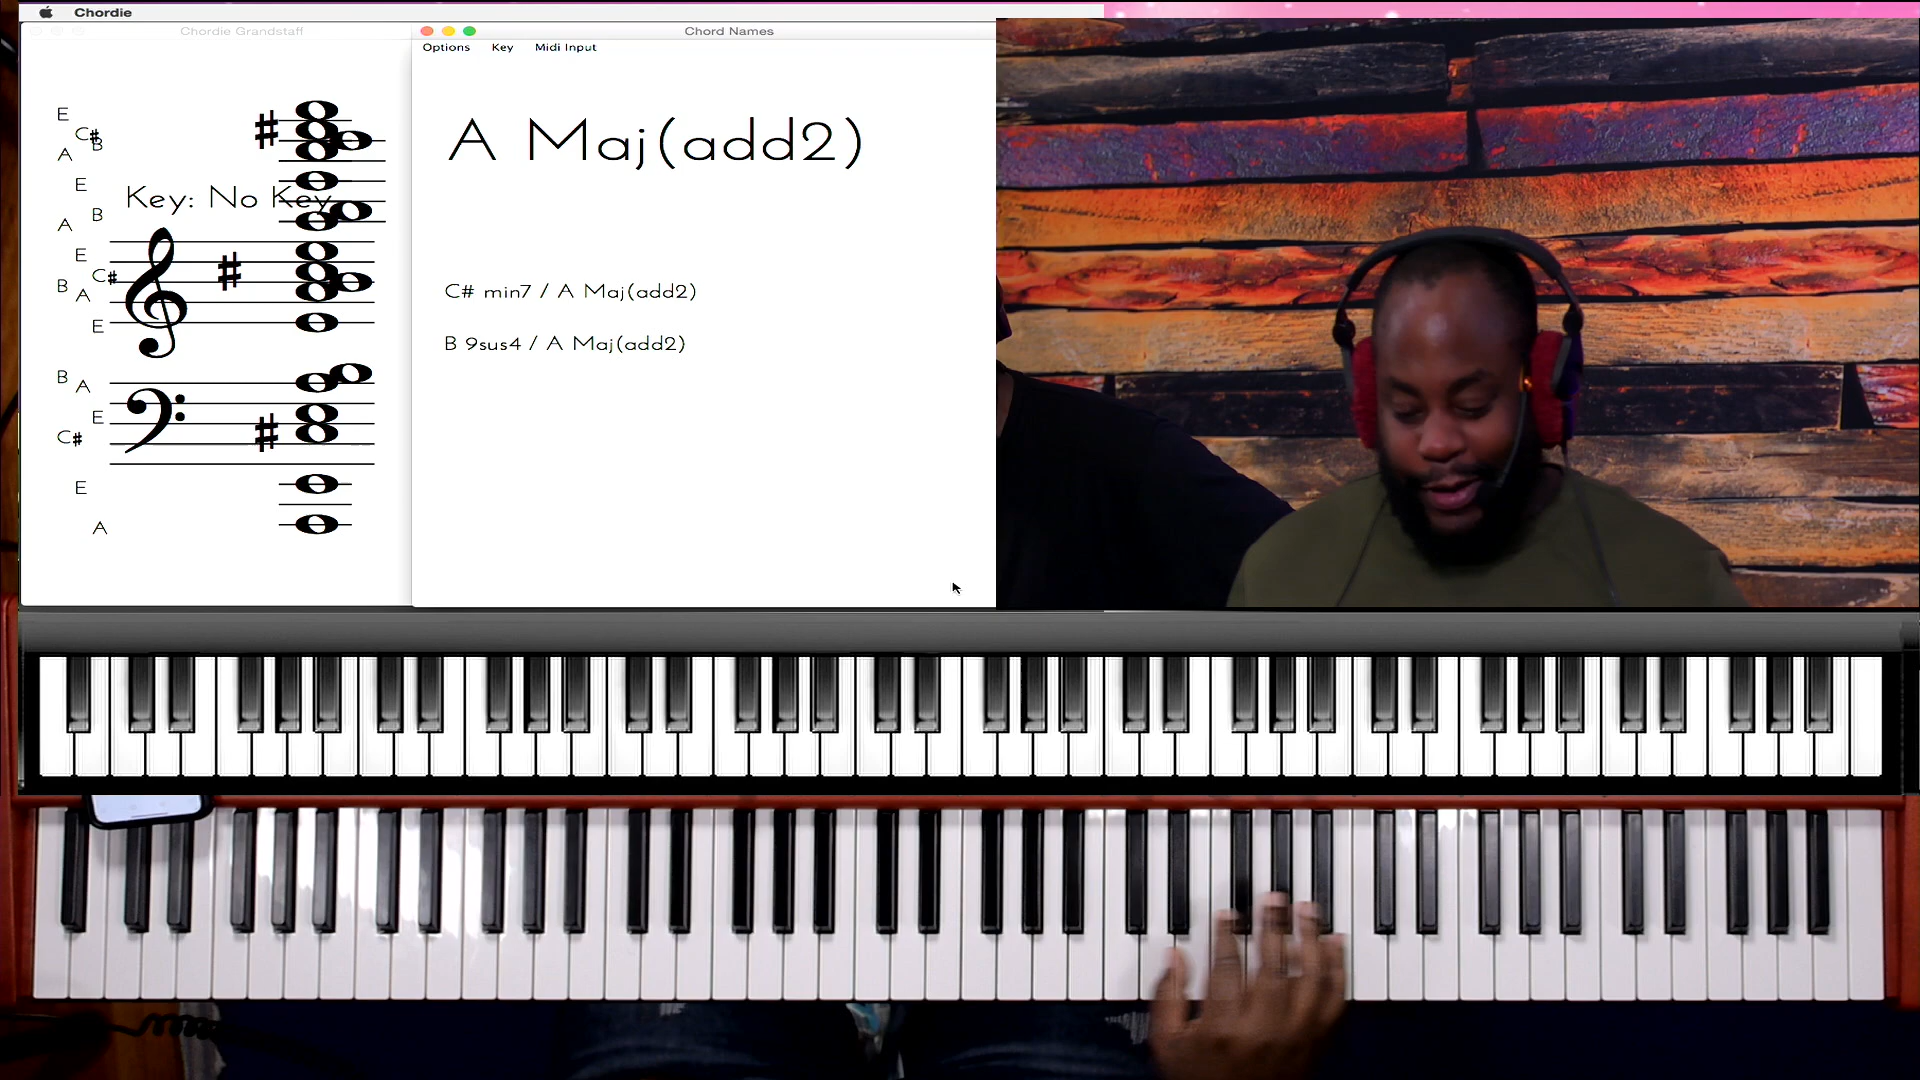 Chordie
Chordie Grandstaff
Chord Names
Options Key Midi Input
E
C#
B
A
E
Key: No Key
B
A
E
C#
B
A
E
B
A
E
C#
E
A
A Maj(add2)
C# min7 / A Maj(add2)
B 9sus4 / A Maj(add2)